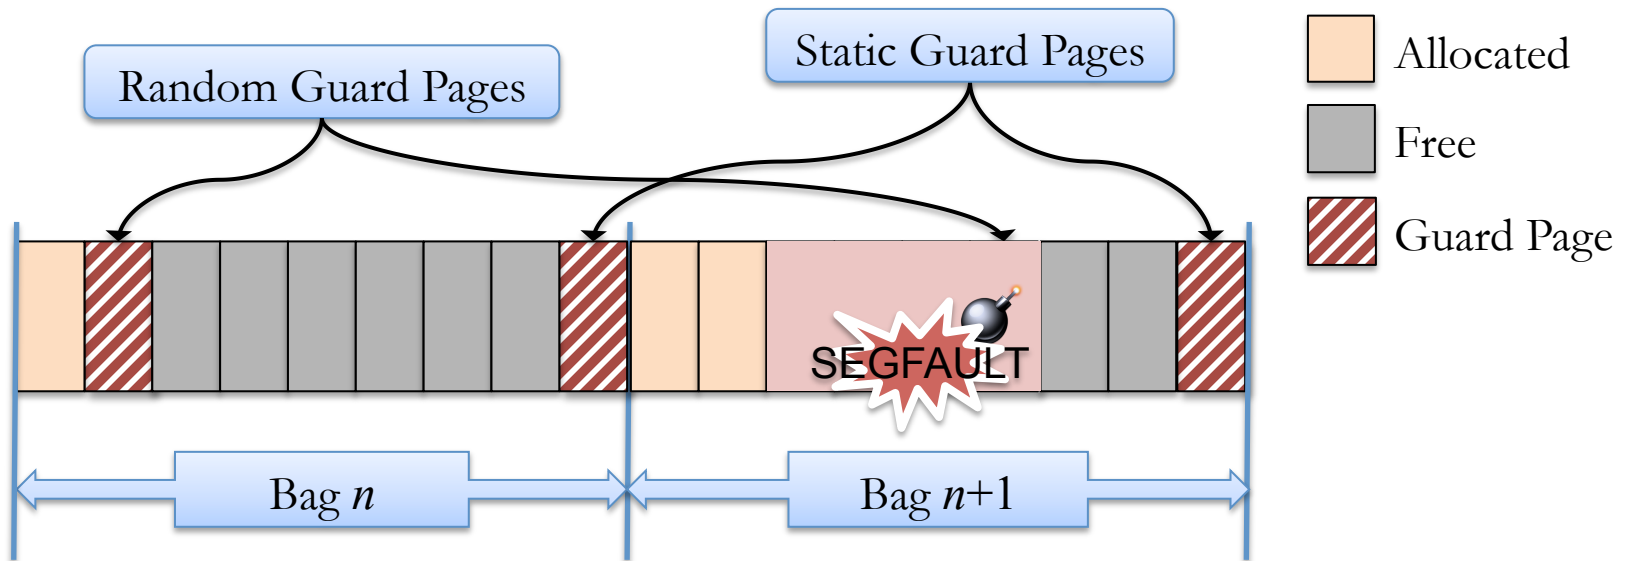 Random Guard Pages
Static Guard Pages
Allocated
Free
Guard Page
SEGFAULT
Bag n
Bag n+1